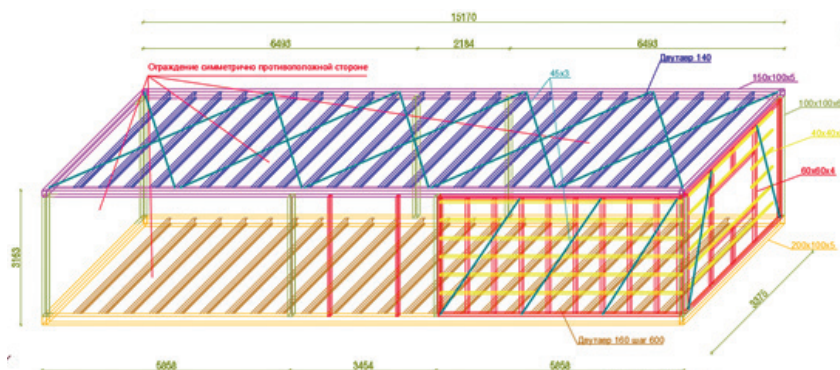 15170
6493 2184 6493
Ограждение симметрично противоположной стороне
Двутавр 140
45x3
150x100x5
100x100x
40x40x
60x60x4
3163
200x100x5
3375
Двутавр 160 шаг 600
5858 3454 5858